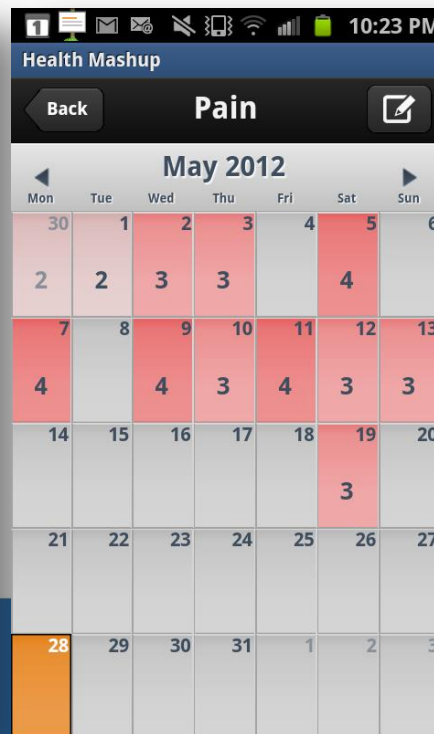 1 10:23 PM
Health Mashup
Back Pain
May 2012
Mon Tue Wed Thu Fri Sat Sun
30 1 2 3 4 5 6
2 2 3 3 4
7 8 9 10 11 12 13
4 4 3 4 3 3
14 15 16 17 18 19 20
3
21 22 23 24 25 26 27
28 29 30 31 1 2 3